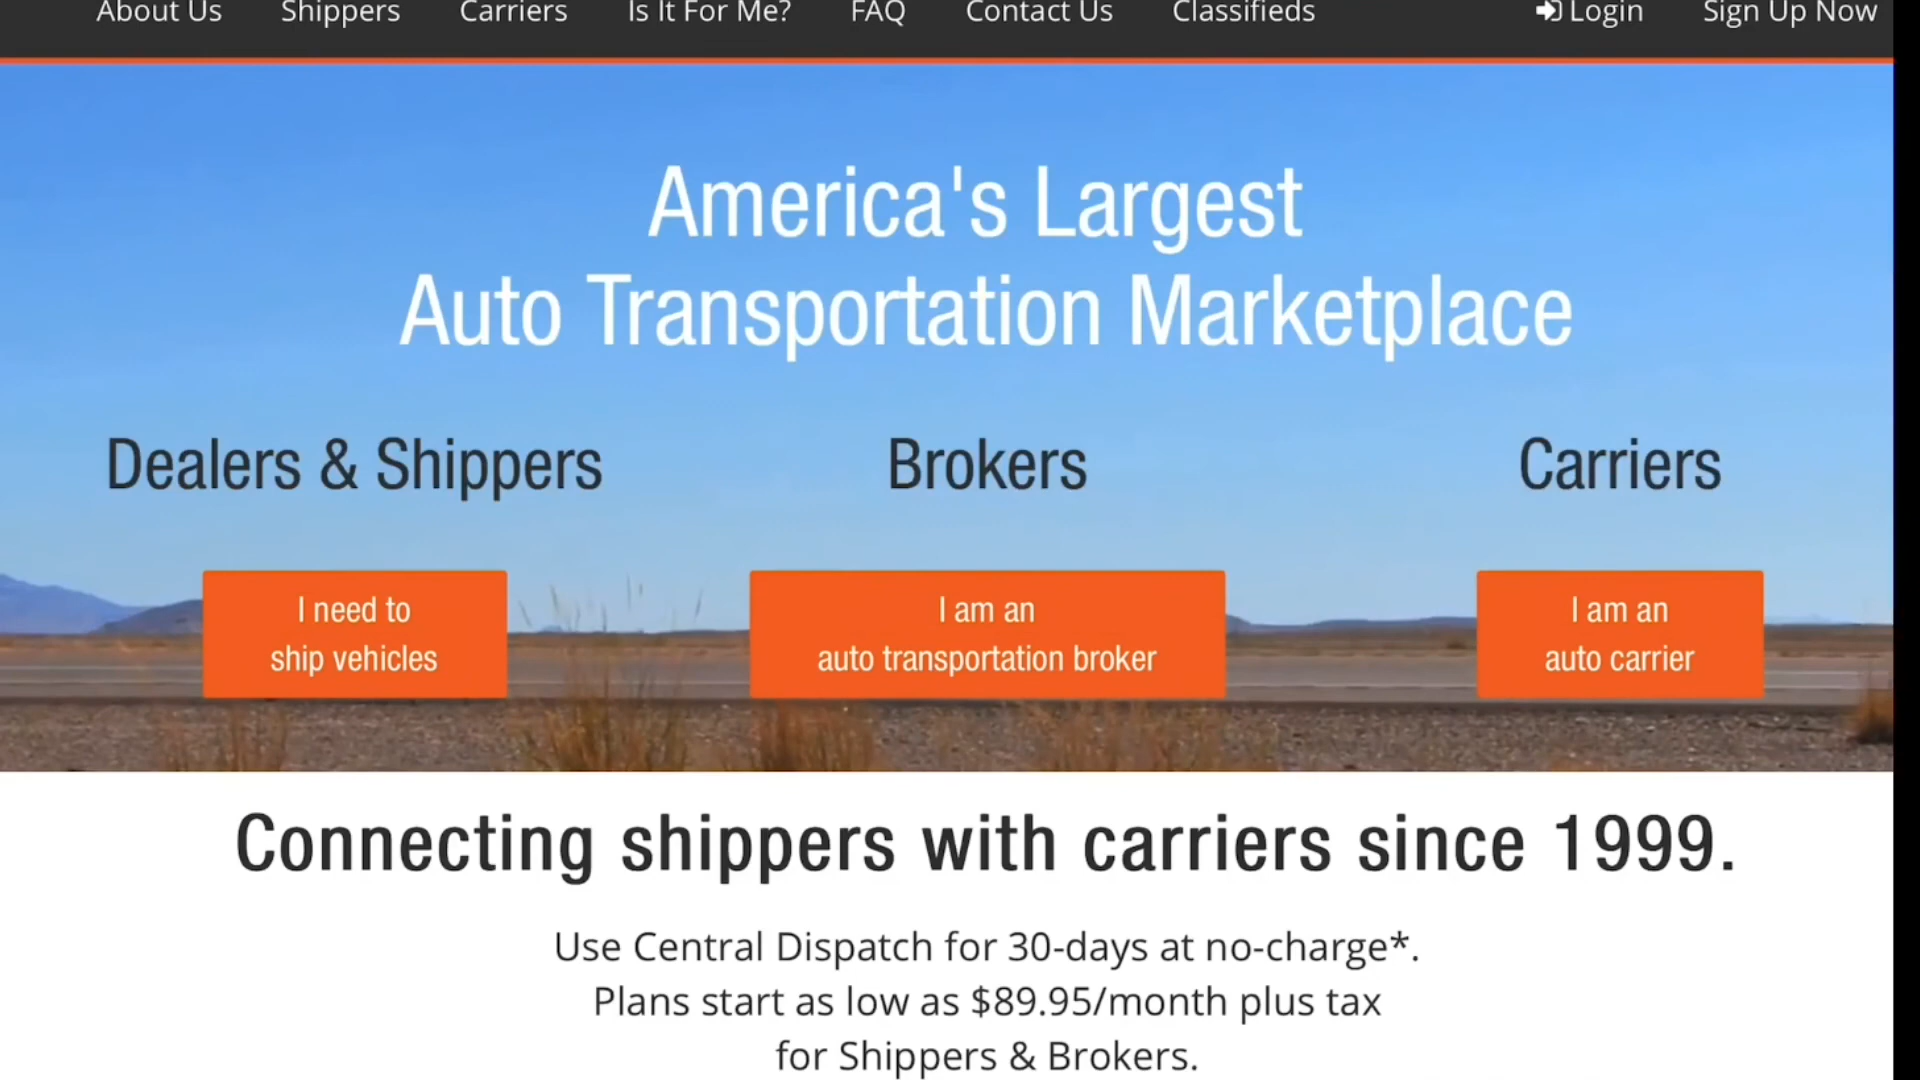 About Us Shippers Carriers Is It For Me? FAQ Contact Us Classifieds Login Sign Up Now
America's Largest
Auto Transportation Marketplace
Dealers & Shippers Brokers Carriers
I need to
ship vehicles
I am an
auto transportation broker
I am an
auto carrier
Connecting shippers with carriers since 1999.
Use Central Dispatch for 30-days at no-charge*.
Plans start as low as $89.95/month plus tax
for Shippers & Brokers.